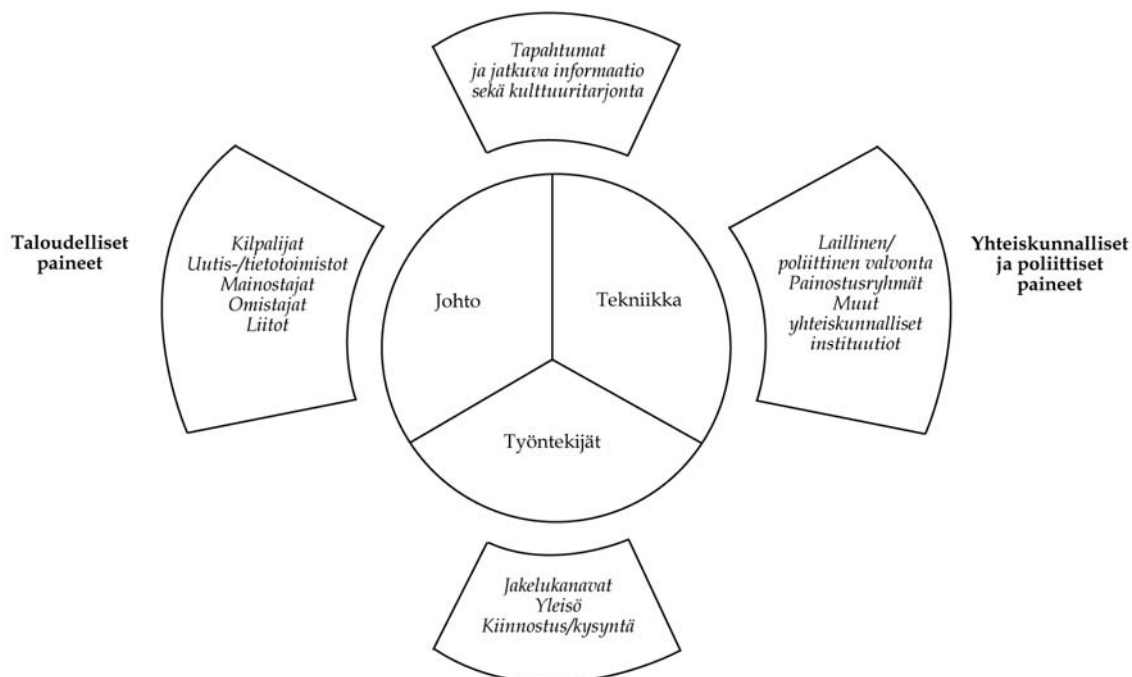 Tapahtumat
ja jatkuva informaatio
sekä kulttuuritarjonta
Taloudelliset
paineet
Kilpalijat
Uutis-/tietotoimistot
Mainostajat
Omistajat
Liitot
Johto
Tekniikka
Työntekijät
Laillinen/
poliittinen valvonta
Painostusryhmät
Muut
yhteiskunnalliset
instituutiot
Yhteiskunnalliset
ja poliittiset
paineet
Jakelukanavat
Yleisö
Kiinnostus/kysyntä